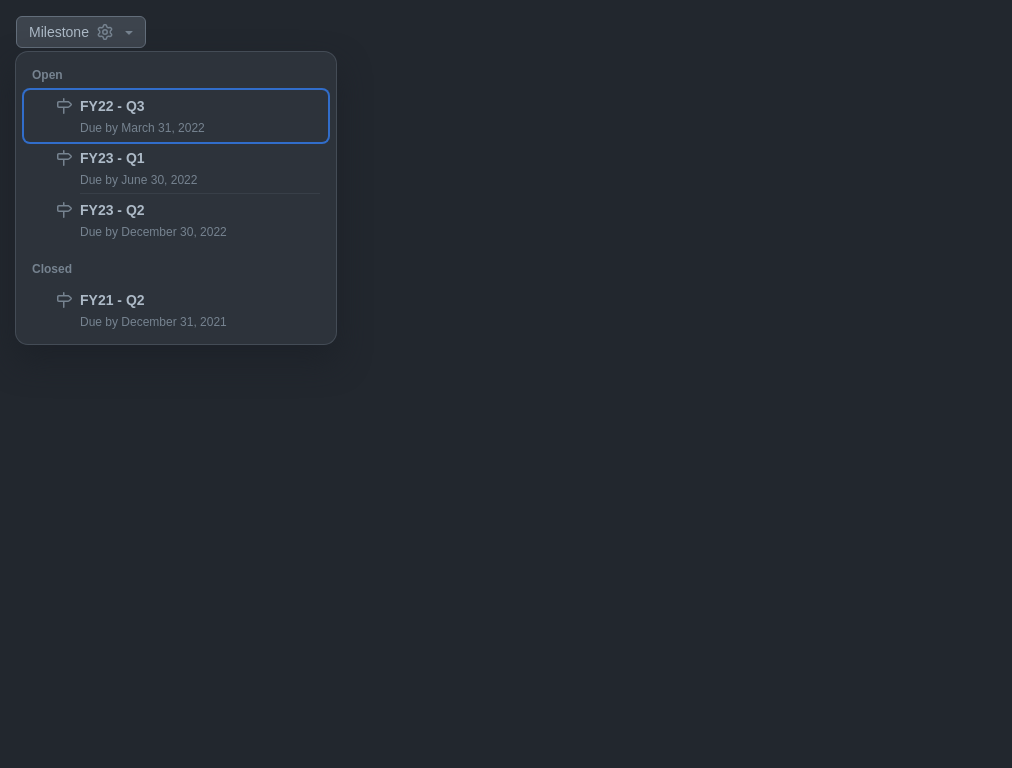 Milestone
Open
FY22 - Q3
Due by March 31, 2022
FY23 - Q1
Due by June 30, 2022
FY23 - Q2
Due by December 30, 2022
Closed
FY21 - Q2
Due by December 31, 2021